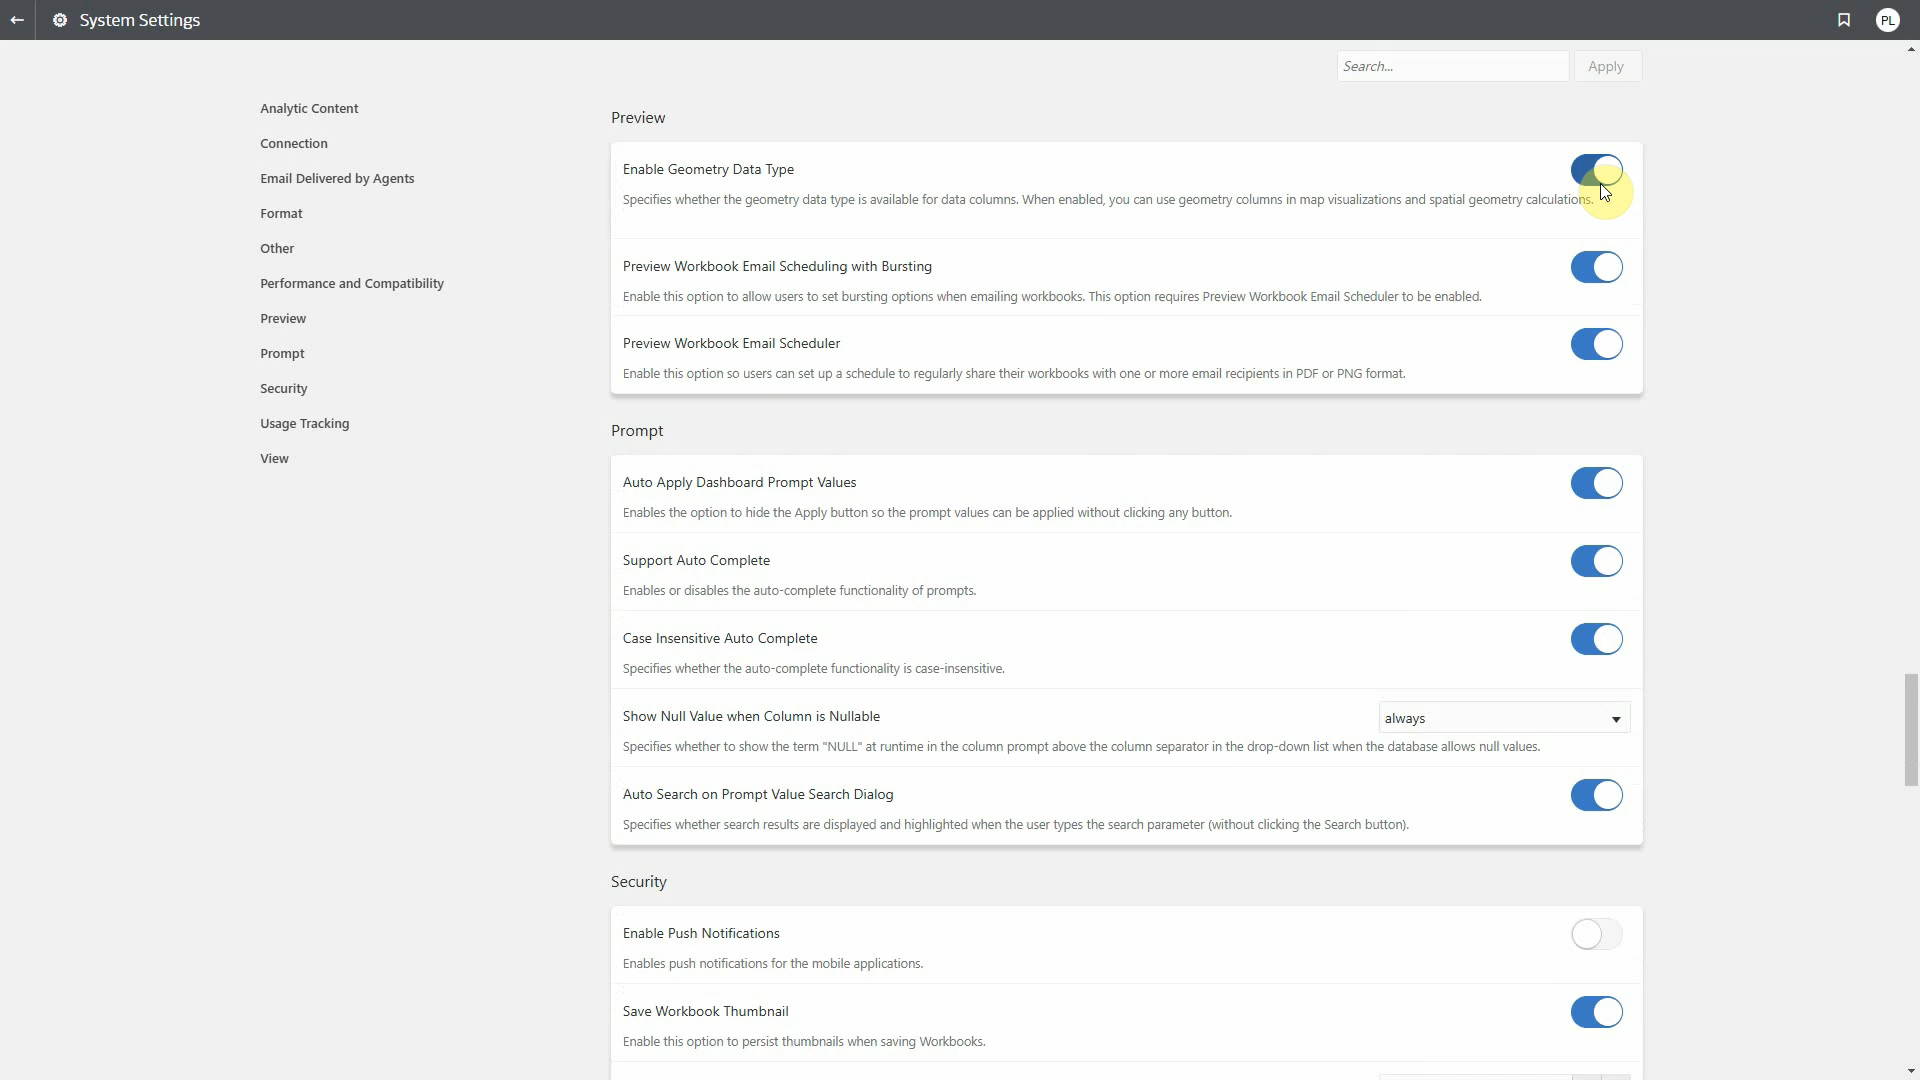 System Settings
PL
Search...
Apply
Analytic Content
Connection
Email Delivered by Agents
Format
Other
Performance and Compatibility
Preview
Prompt
Security
Usage Tracking
View
Preview
Enable Geometry Data Type
Specifies whether the geometry data type is available for data columns. When enabled, you can use geometry columns in map visualizations and spatial geometry calculations.
Preview Workbook Email Scheduling with Bursting
Enable this option to allow users to set bursting options when emailing workbooks. This option requires Preview Workbook Email Scheduler to be enabled.
Preview Workbook Email Scheduler
Enable this option so users can set up a schedule to regularly share their workbooks with one or more email recipients in PDF or PNG format.
Prompt
Auto Apply Dashboard Prompt Values
Enables the option to hide the Apply button so the prompt values can be applied without clicking any button.
Support Auto Complete
Enables or disables the auto-complete functionality of prompts.
Case Insensitive Auto Complete
Specifies whether the auto-complete functionality is case-insensitive.
Show Null Value when Column is Nullable
always
Specifies whether to show the term "NULL" at runtime in the column prompt above the column separator in the drop-down list when the database allows null values.
Auto Search on Prompt Value Search Dialog
Specifies whether search results are displayed and highlighted when the user types the search parameter (without clicking the Search button).
Security
Enable Push Notifications
Enables push notifications for the mobile applications.
Save Workbook Thumbnail
Enable this option to persist thumbnails when saving Workbooks.